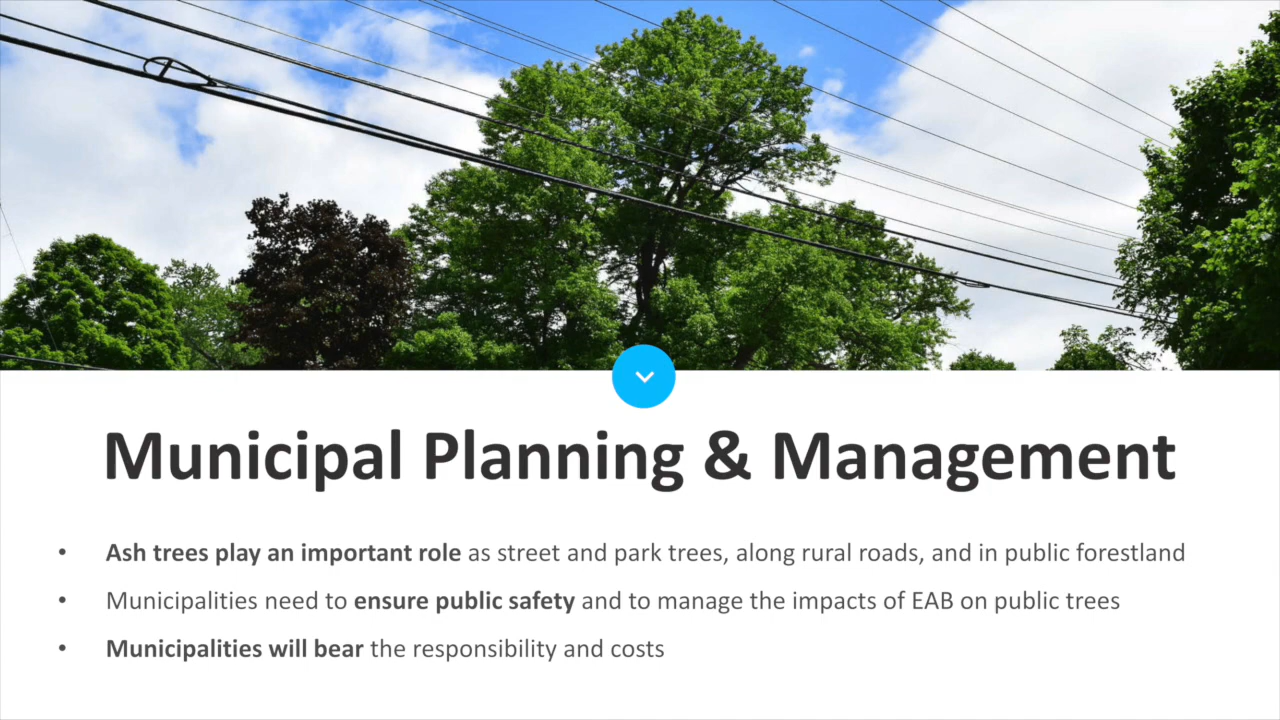 Municipal Planning & Management
• Ash trees play an important role as street and park trees, along rural roads, and in public forestland
• Municipalities need to ensure public safety and to manage the impacts of EAB on public trees
• Municipalities will bear the responsibility and costs